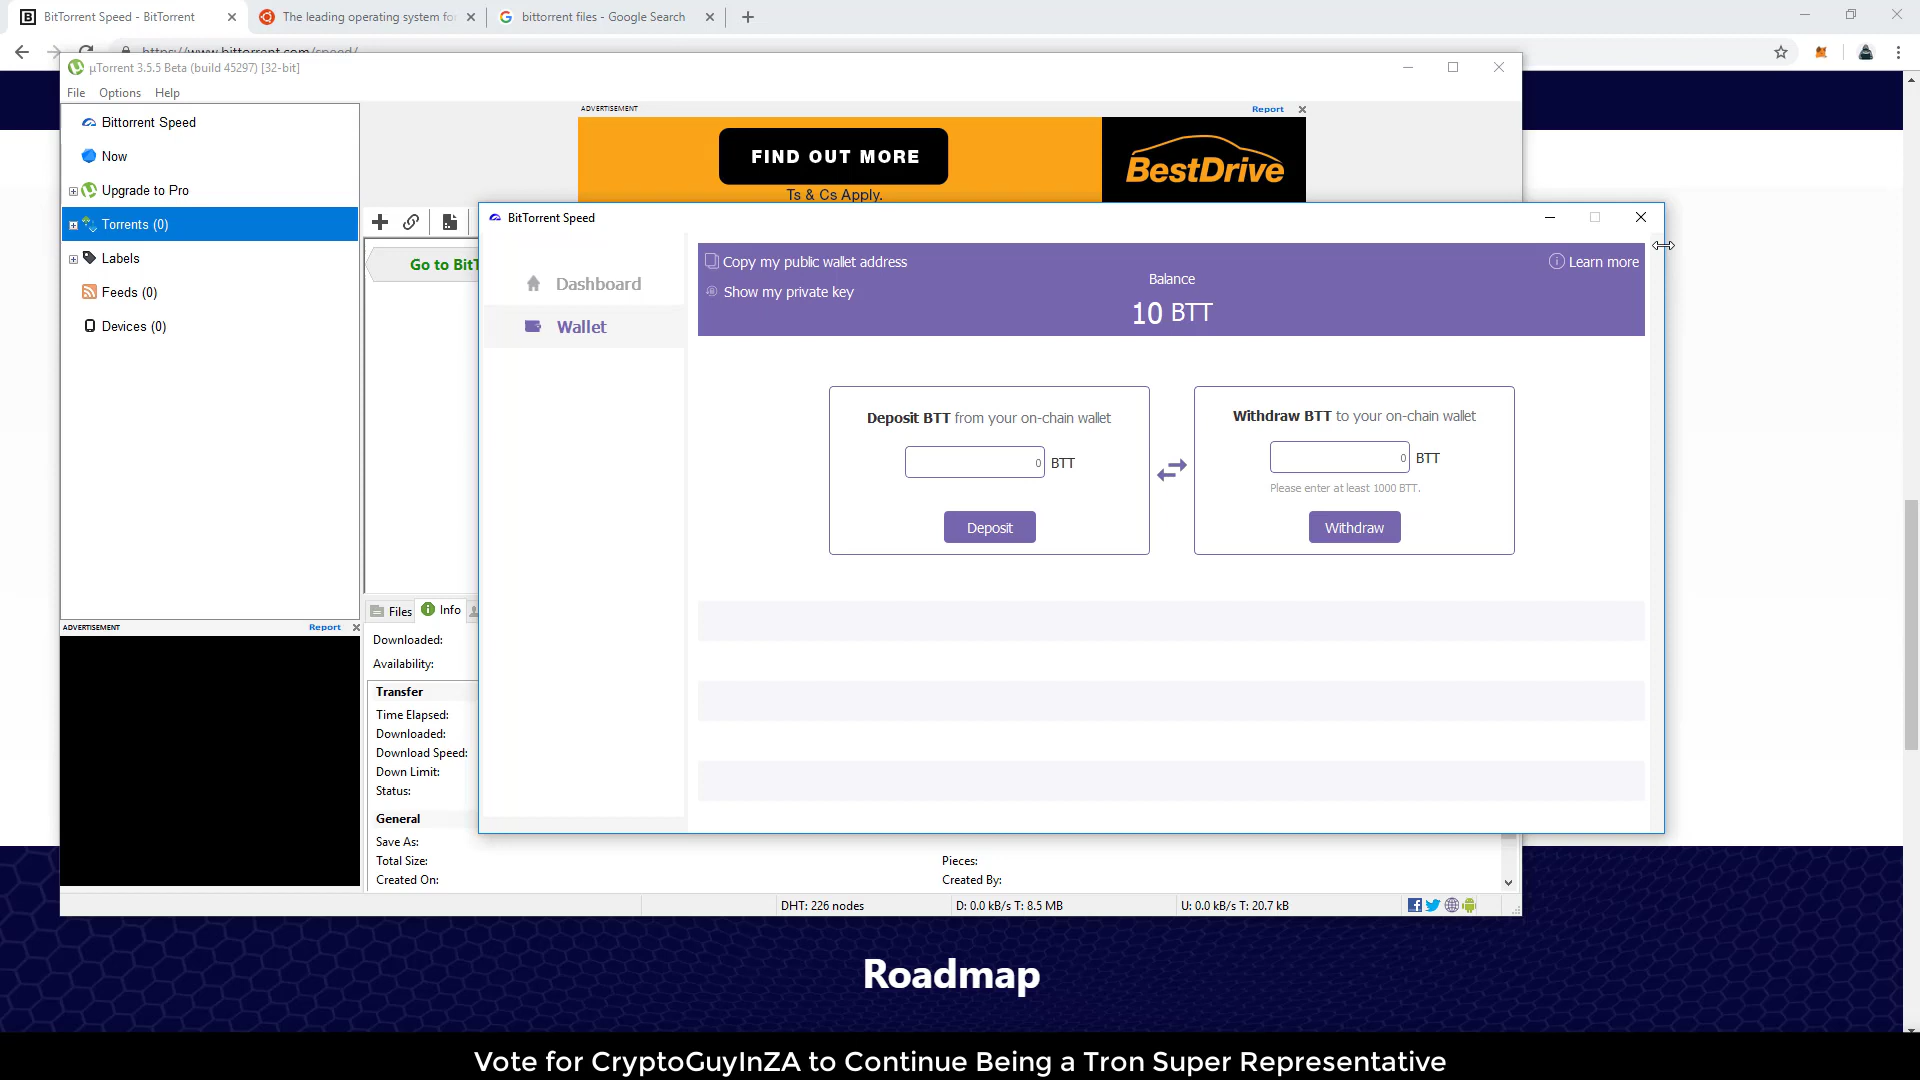 BitTorrent Speed - BitTorrent
The leading operating system fo
bittorrent files - Google Search
https://www.bittorrent.com/speed/
µTorrent 3.5.5 Beta (build 45297) [32-bit]
File Options Help
ADVERTISEMENT
Report
FIND OUT MORE
Ts & Cs Apply.
BestDrive
Bittorrent Speed
Now
Upgrade to Pro
Torrents (0)
Labels
Feeds (0)
Devices (0)
Go to BitT
BitTorrent Speed
Dashboard
Wallet
Copy my public wallet address
Show my private key
Learn more
Balance
10 BTT
Deposit BTT from your on-chain wallet
0 BTT
Deposit
Withdraw BTT to your on-chain wallet
0 BTT
Please enter at least 1000 BTT.
Withdraw
ADVERTISEMENT
Report
Files
Info
Downloaded:
Availability:
Transfer
Time Elapsed:
Downloaded:
Download Speed:
Down Limit:
Status:
General
Save As:
Total Size:
Pieces:
Created On:
Created By:
DHT: 226 nodes
D: 0.0 kB/s T: 8.5 MB
U: 0.0 kB/s T: 20.7 kB
Roadmap
Vote for CryptoGuyInZA to Continue Being a Tron Super Representative